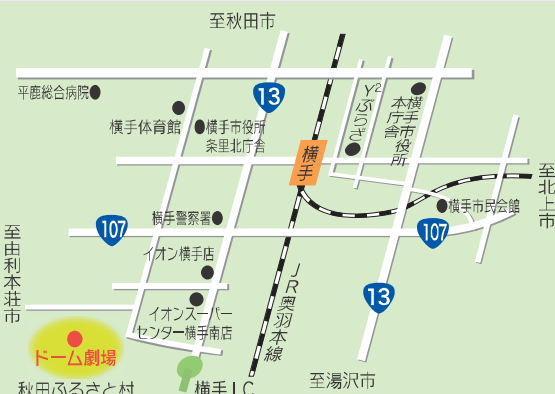 至秋田市
平鹿総合病院
13
Y²ぷらざ
横手市役所
本庁舎
横手体育館
横手市役所
条里北庁舎
横手
至北上市
横手市民会館
横手警察署
107
107
至由利本荘市
イオン横手店
JR奥羽本線
13
イオンスーパー
センター横手南店
ドーム劇場
秋田ふるさと村
横手IC
至湯沢市